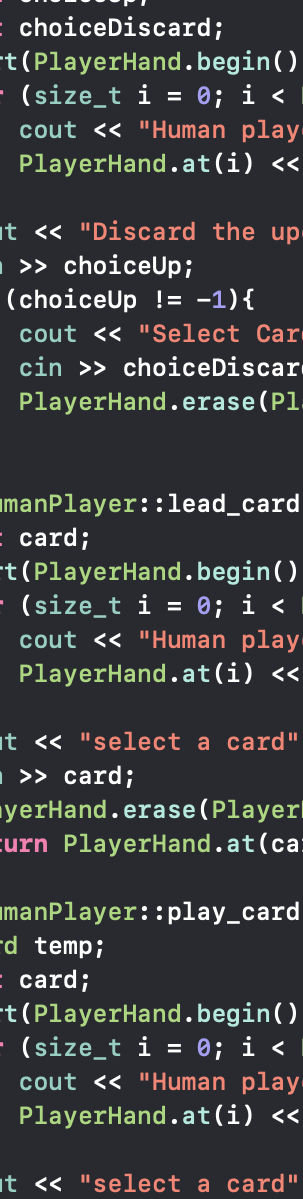 choiceDiscard;
rt(PlayerHand.begin()
r (size_t i = 0; i <
cout << "Human playe
PlayerHand.at(i) <<
ut << "Discard the up
>> choiceUp;
(choiceUp != -1){
cout << "Select Car
cin >> choiceDiscar
PlayerHand.erase(Pl
umanPlayer::lead_card
card;
rt(PlayerHand.begin()
r (size_t i = 0; i <
cout << "Human playe
PlayerHand.at(i) <<
ut << "select a card"
>> card;
ayerHand.erase(PlayerH
turn PlayerHand.at(ca
umanPlayer::play_card
rd temp;
card;
rt(PlayerHand.begin()
r (size_t i = 0; i <
cout << "Human playe
PlayerHand.at(i) <<
ut << "select a card"